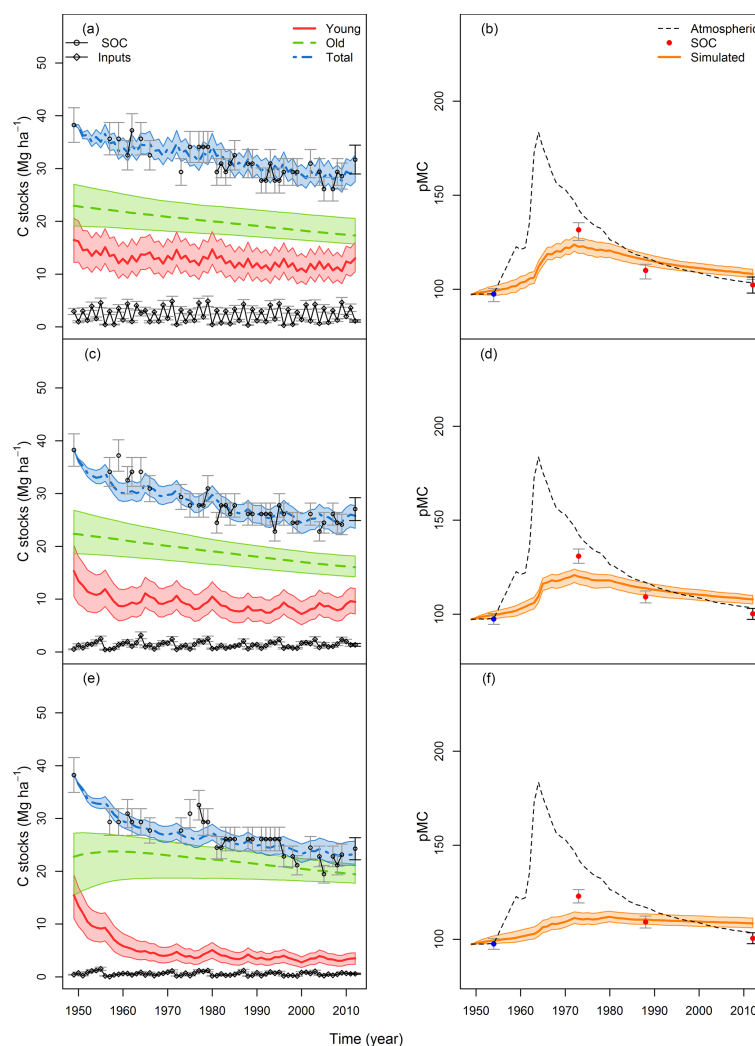 (a)
SOC
Inputs
Young
Old
Total
C stocks (Mg ha⁻¹)
0
10
20
30
40
50
(b)
Atmospheric
SOC
Simulated
pMC
100
150
200
(c)
C stocks (Mg ha⁻¹)
0
10
20
30
40
50
(d)
pMC
100
150
200
(e)
C stocks (Mg ha⁻¹)
0
10
20
30
40
50
1950
1960
1970
1980
1990
2000
2010
(f)
pMC
100
150
200
1950
1960
1970
1980
1990
2000
2010
Time (year)